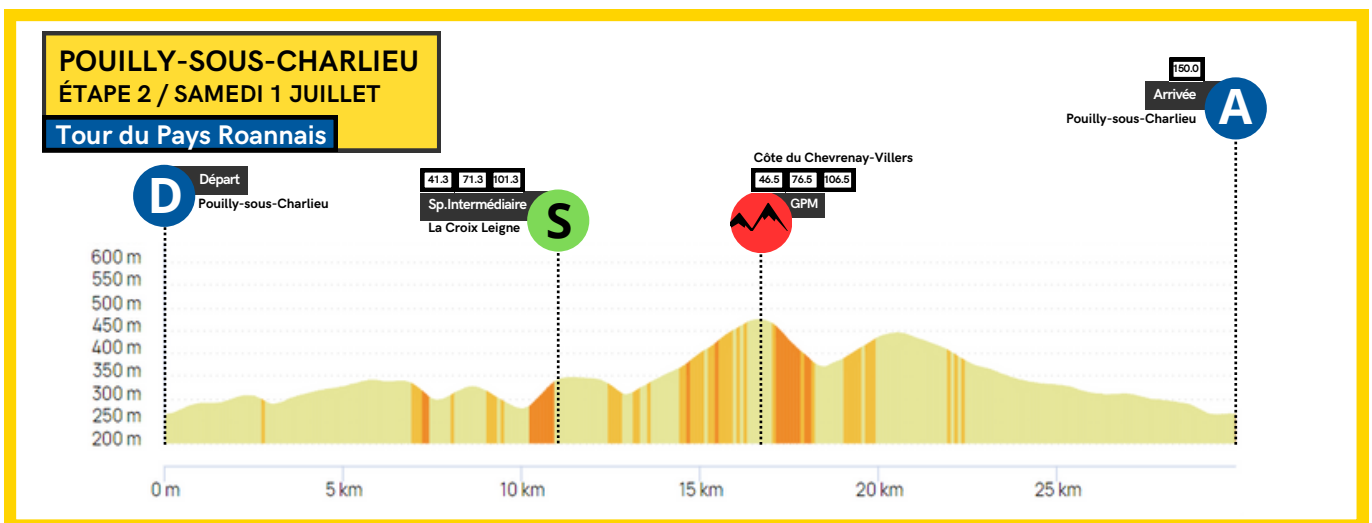 POUILLY-SOUS-CHARLIEU
ÉTAPE 2 / SAMEDI 1 JUILLET
Tour du Pays Roannais
150.0
Arrivée
Pouilly-sous-Charlieu
A
D
Départ
Pouilly-sous-Charlieu
41.3 71.3 101.3
Sp.Intermédiaire
La Croix Leigne
S
Côte du Chevrenay-Villers
46.5 76.5 106.5
GPM
600 m
550 m
500 m
450 m
400 m
350 m
300 m
250 m
200 m
0 m 5 km 10 km 15 km 20 km 25 km